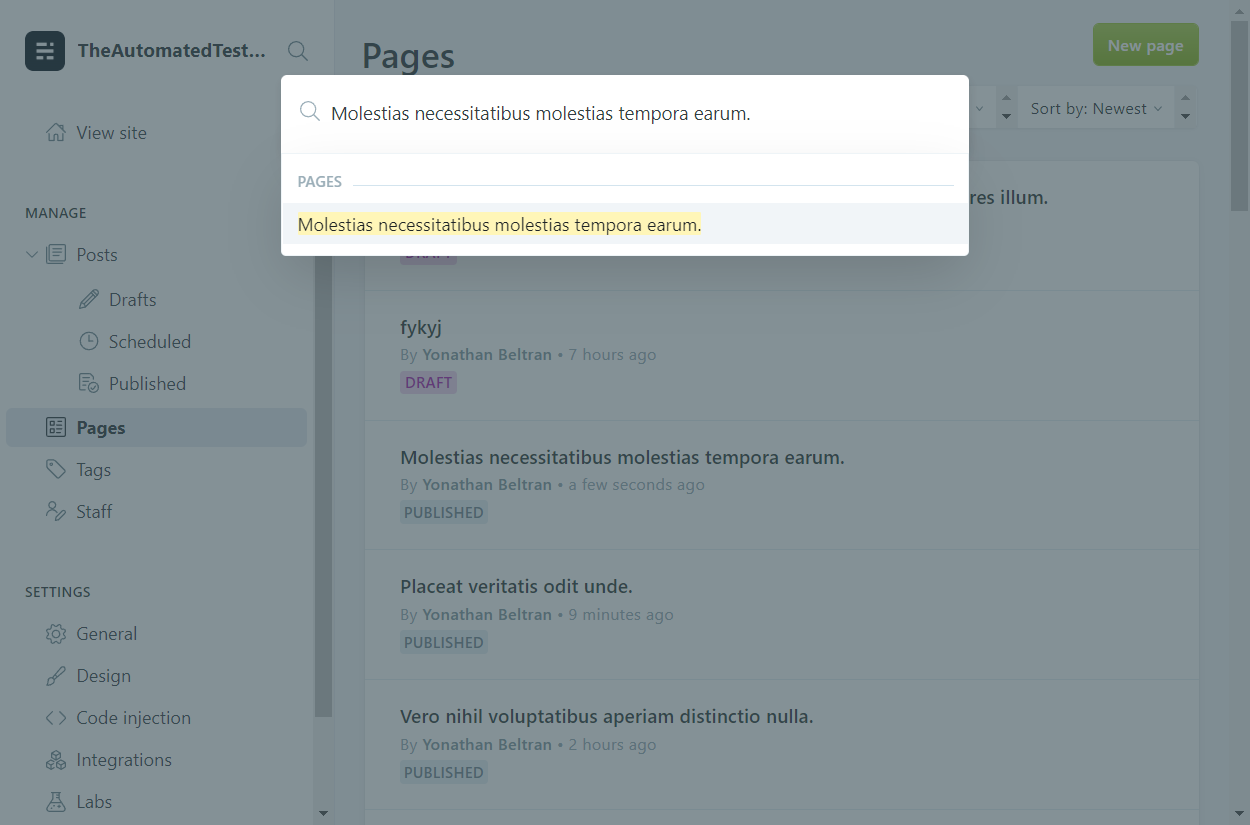 TheAutomatedTest...
View site
MANAGE
Posts
Drafts
Scheduled
Published
Pages
Tags
Staff
SETTINGS
General
Design
Code injection
Integrations
Labs
Pages
New page
Sort by: Newest
Molestias necessitatibus molestias tempora earum.
PAGES
Molestias necessitatibus molestias tempora earum.
res illum.
DRAFT
fykyj
By Yonathan Beltran • 7 hours ago
DRAFT
Molestias necessitatibus molestias tempora earum.
By Yonathan Beltran • a few seconds ago
PUBLISHED
Placeat veritatis odit unde.
By Yonathan Beltran • 9 minutes ago
PUBLISHED
Vero nihil voluptatibus aperiam distinctio nulla.
By Yonathan Beltran • 2 hours ago
PUBLISHED